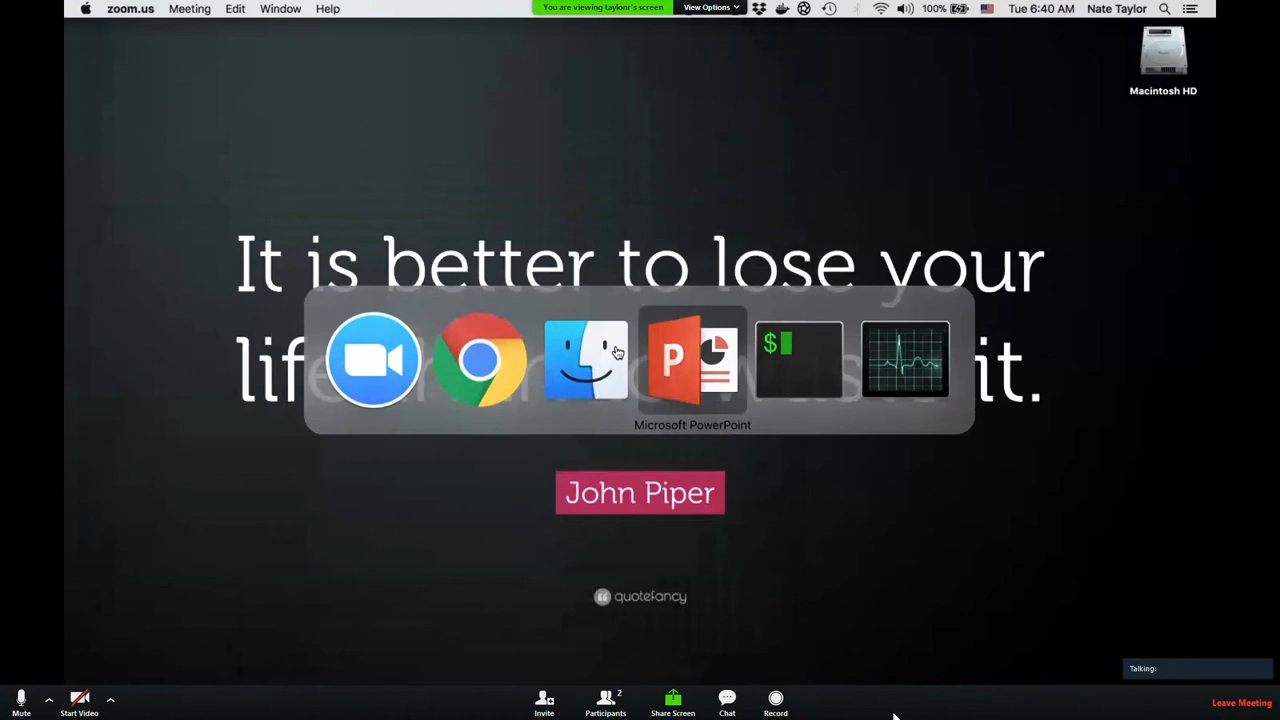 zoom.us Meeting Edit Window Help
You are viewing taylonr's screen View Options
100% Tue 6:40 AM Nate Taylor
Macintosh HD
It is better to lose your
it.
$
P
Microsoft PowerPoint
John Piper
quotefancy
Talking:
Mute Start Video Invite Participants 2 Share Screen Chat Record Leave Meeting